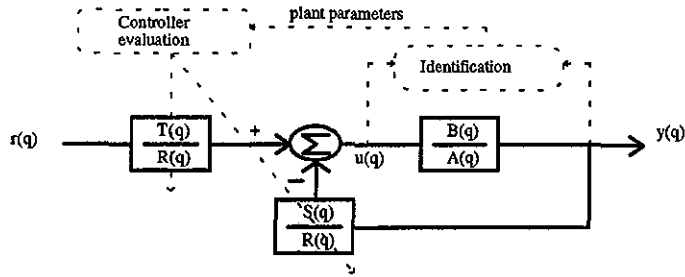 Controller
evaluation
plant parameters
Identification
r(q)
T(q)
R(q)
+
Σ
−
u(q)
B(q)
A(q)
y(q)
S(q)
R(q)